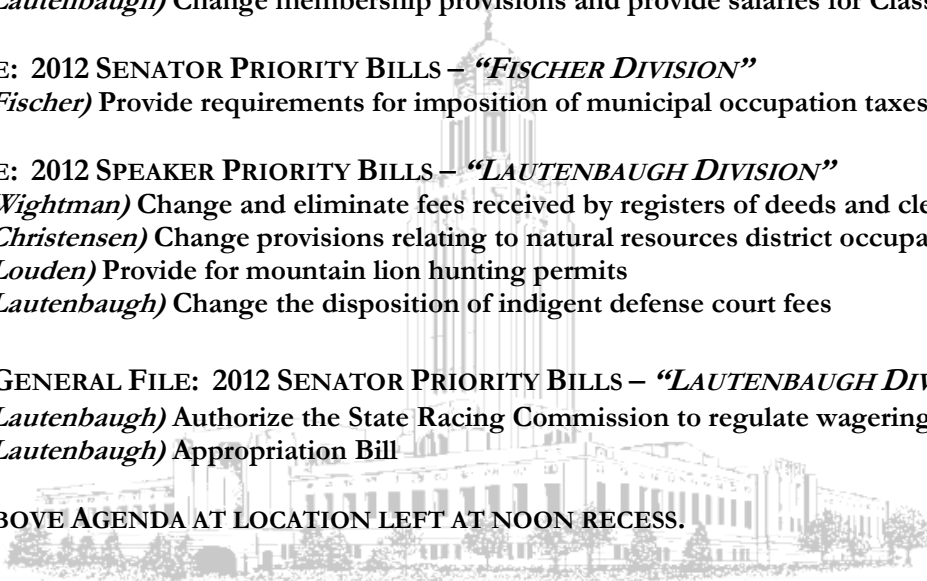 Lautenbaugh) Change membership provisions and provide salaries for Class
E: 2012 SENATOR PRIORITY BILLS – “FISCHER DIVISION”
Fischer) Provide requirements for imposition of municipal occupation taxes
E: 2012 SPEAKER PRIORITY BILLS – “LAUTENBAUGH DIVISION”
Wightman) Change and eliminate fees received by registers of deeds and cle
Christensen) Change provisions relating to natural resources district occupa
Louden) Provide for mountain lion hunting permits
Lautenbaugh) Change the disposition of indigent defense court fees
GENERAL FILE: 2012 SENATOR PRIORITY BILLS – “LAUTENBAUGH DIV
Lautenbaugh) Authorize the State Racing Commission to regulate wagering
Lautenbaugh) Appropriation Bill
BOVE AGENDA AT LOCATION LEFT AT NOON RECESS.